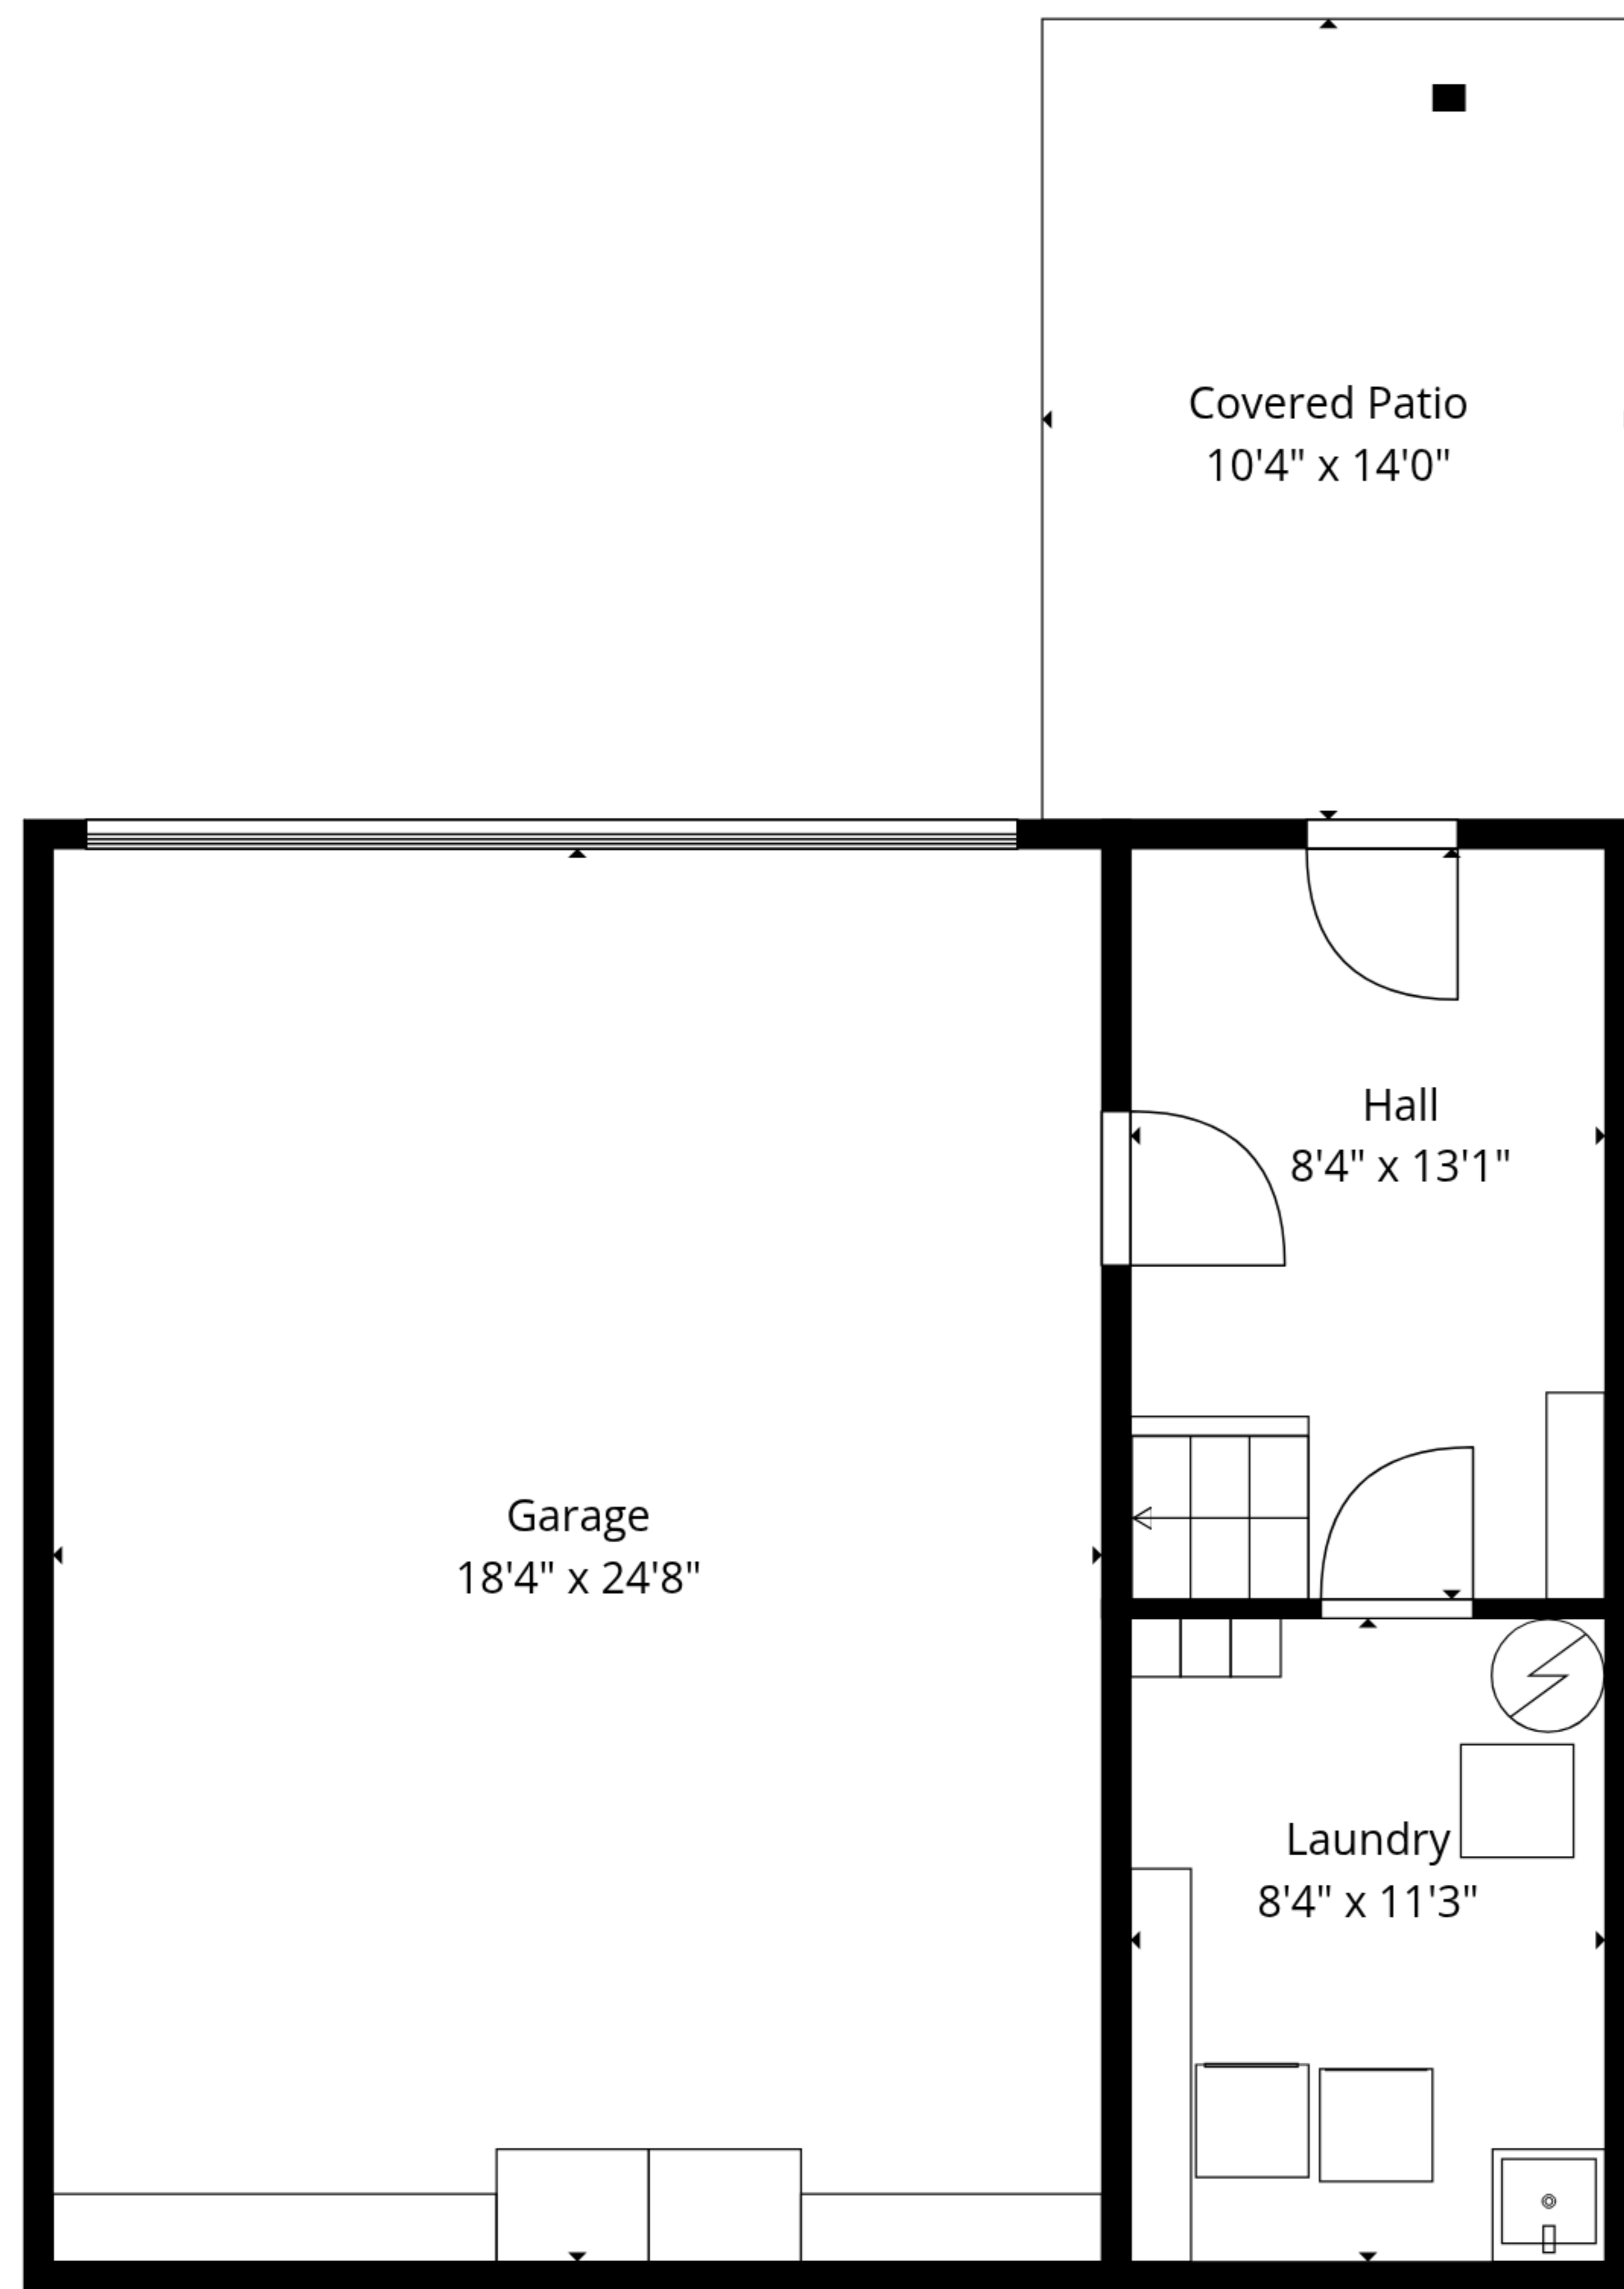 Covered Patio
10'4" x 14'0"
Hall
8'4" x 13'1"
Garage
18'4" x 24'8"
Laundry
8'4" x 11'3"